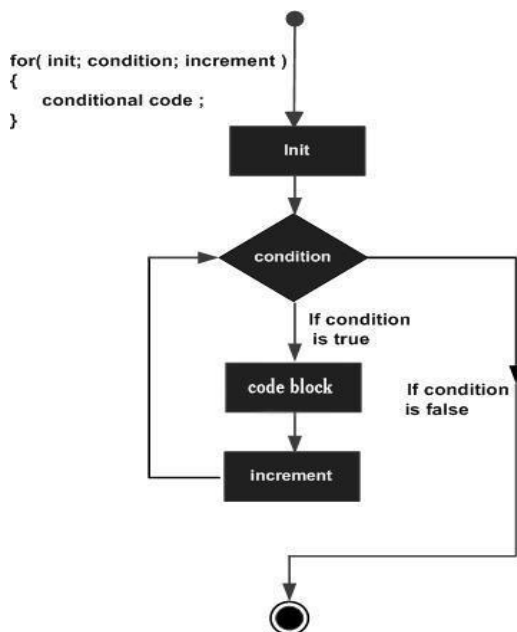 for( init; condition; increment )
{
conditional code ;
}
Init
condition
If condition
is true
code block
If condition
is false
increment